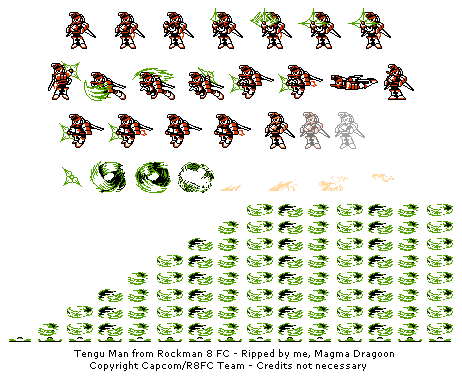 Tengu Man from Rockman 8 FC - Ripped by me, Magma Dragoon
Copyright Capcom/R8FC Team - Credits not necessary